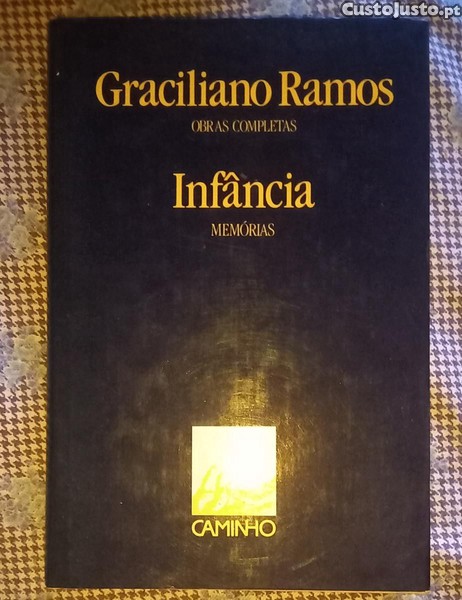 CustoJusto.pt
Graciliano Ramos
OBRAS COMPLETAS
Infância
MEMÓRIAS
CAMINHO